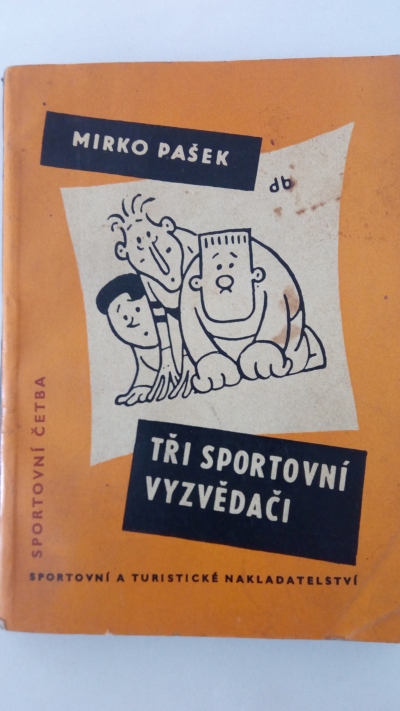 MIRKO PAŠEK
db
TŘI SPORTOVNÍ
VYZVĚDAČI
SPORTOVNÍ ČETBA
SPORTOVNÍ A TURISTICKÉ NAKLADATELSTVÍ